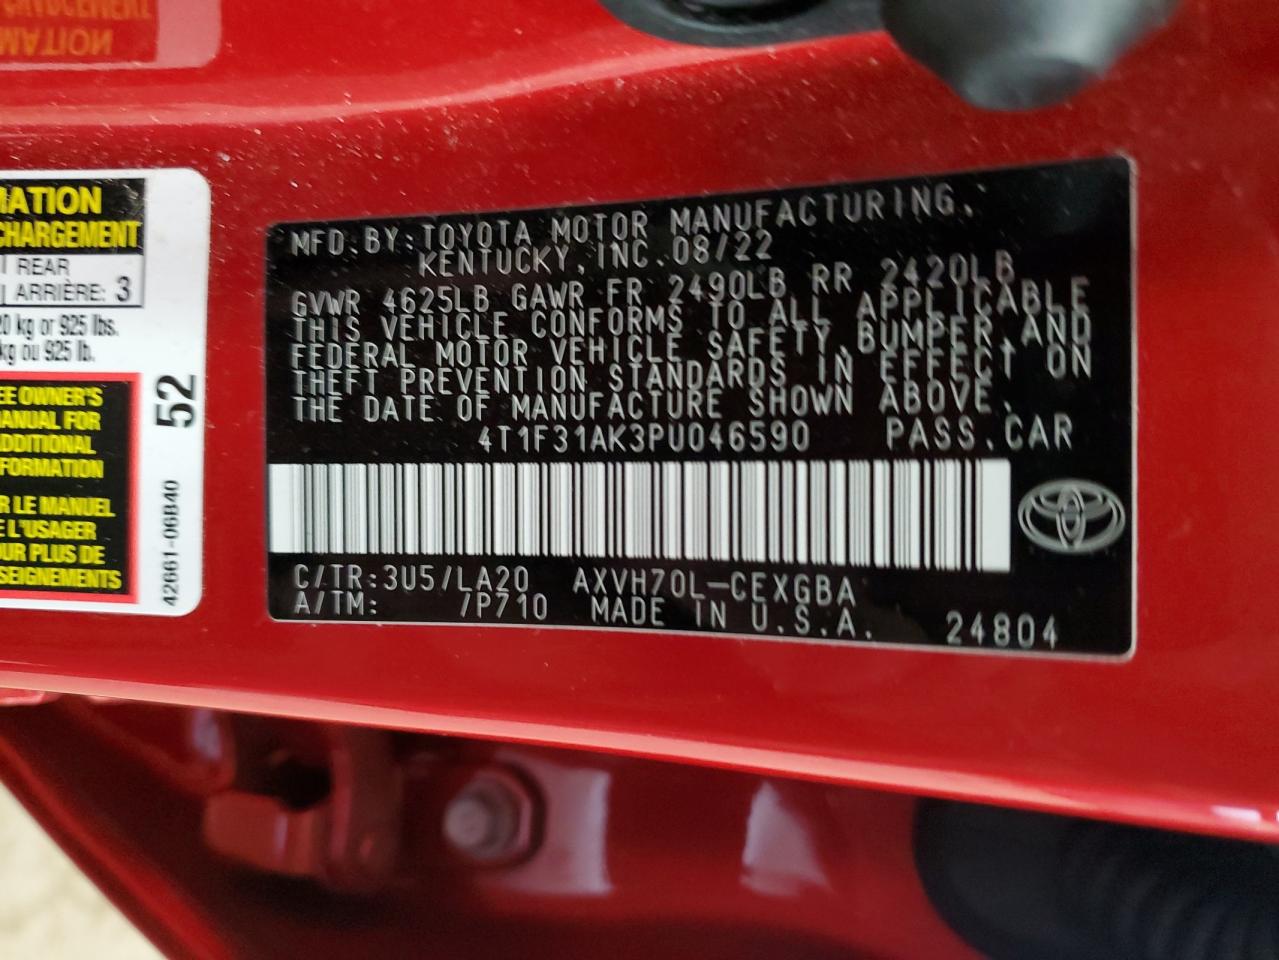 MATION
MATION
CHARGEMENT
REAR
ARRIÈRE: 3
20 kg or 925 lbs.
kg ou 925 lb.
EE OWNER'S
MANUAL FOR
ADDITIONAL
R LE MANUEL
E L'USAGER
OUR PLUS DE
52
42661-06B40
MFD. BY: TOYOTA MOTOR MANUFACTURING,
KENTUCKY, INC. 08/22
GVWR 4625LB GAWR FR 2490LB RR 2420LB
THIS VEHICLE CONFORMS TO ALL APPLICABLE
FEDERAL MOTOR VEHICLE SAFETY, BUMPER, AND
THEFT PREVENTION STANDARDS IN EFFECT ON
THE DATE OF MANUFACTURE SHOWN ABOVE.
4T1F31AK3PU046590 PASS. CAR
C/TR: 3U5/LA20 AXVH70L-CEXGBA
A/TM: /P710 MADE IN U.S.A. 24804